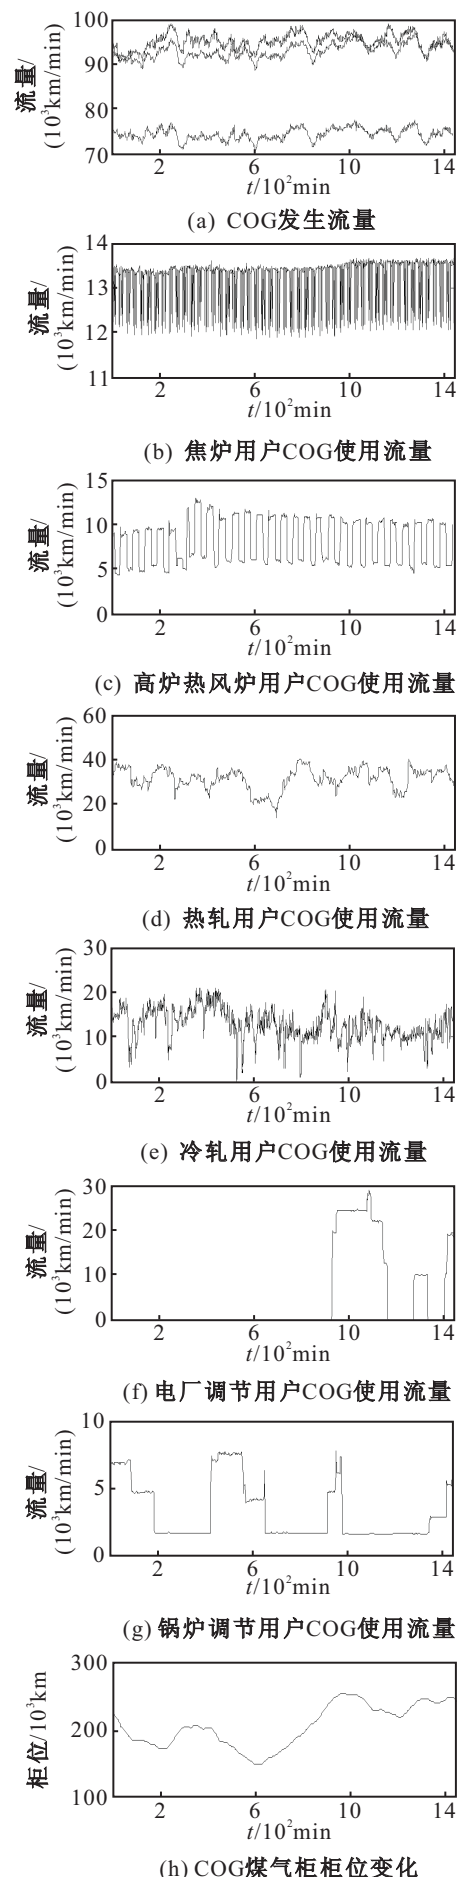 100
90
80
70
流量/
(10³km/min)
2 6 10 14
t/10²min
(a) COG发生流量
14
13
12
11
流量/
(10³km/min)
2 6 10 14
t/10²min
(b) 焦炉用户COG使用流量
15
10
5
0
流量/
(10³km/min)
2 6 10 14
t/10²min
(c) 高炉热风炉用户COG使用流量
60
40
20
0
流量/
(10³km/min)
2 6 10 14
t/10²min
(d) 热轧用户COG使用流量
30
20
10
0
流量/
(10³km/min)
2 6 10 14
t/10²min
(e) 冷轧用户COG使用流量
30
20
10
0
流量/
(10³km/min)
2 6 10 14
t/10²min
(f) 电厂调节用户COG使用流量
10
5
0
流量/
(10³km/min)
2 6 10 14
t/10²min
(g) 锅炉调节用户COG使用流量
300
200
100
柜位/10³km
2 6 10 14
t/10²min
(h) COG煤气柜柜位变化